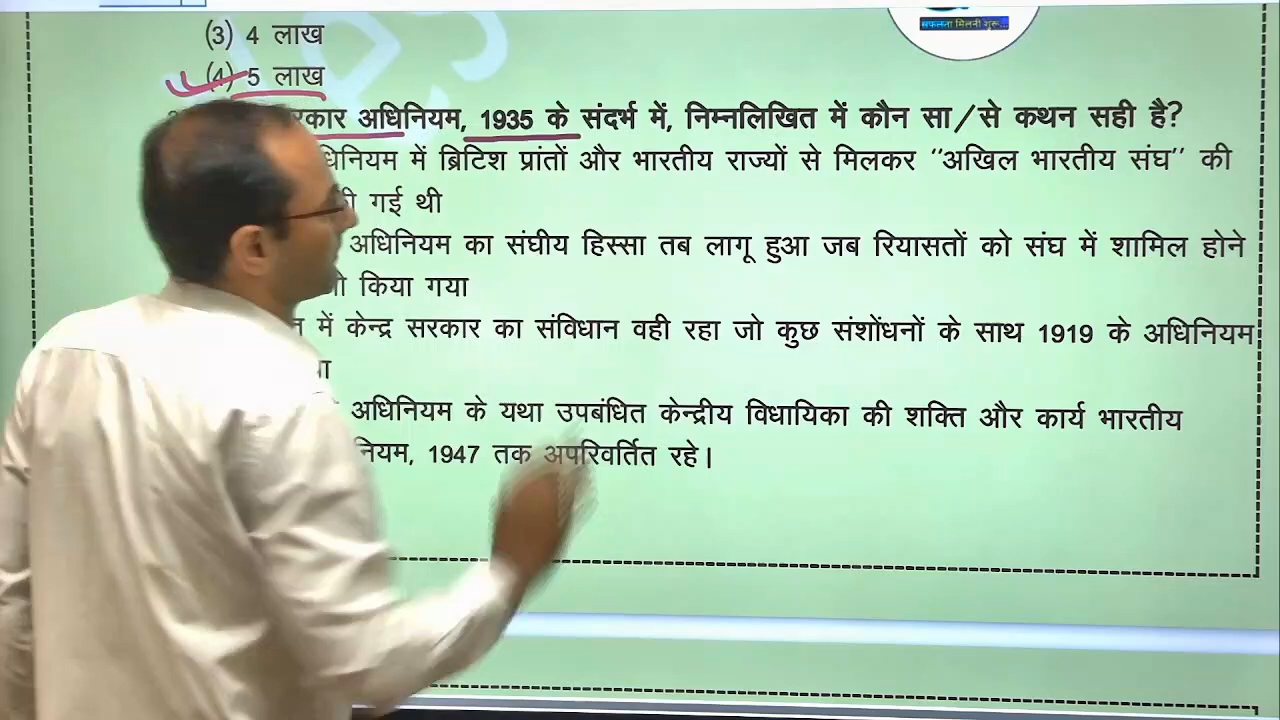 सफलता मिलनी शुरू...
(3) 4 लाख
(4) 5 लाख
रकार अधिनियम, 1935 के संदर्भ में, निम्नलिखित में कौन सा/से कथन सही है?
धिनियम में ब्रिटिश प्रांतों और भारतीय राज्यों से मिलकर "अखिल भारतीय संघ" की
ी गई थी
अधिनियम का संघीय हिस्सा तब लागू हुआ जब रियासतों को संघ में शामिल होने
किया गया
में केन्द्र सरकार का संविधान वही रहा जो कुछ संशोंधनों के साथ 1919 के अधिनियम
अधिनियम के यथा उपबंधित केन्द्रीय विधायिका की शक्ति और कार्य भारतीय
नियम, 1947 तक अपरिवर्तित रहे।